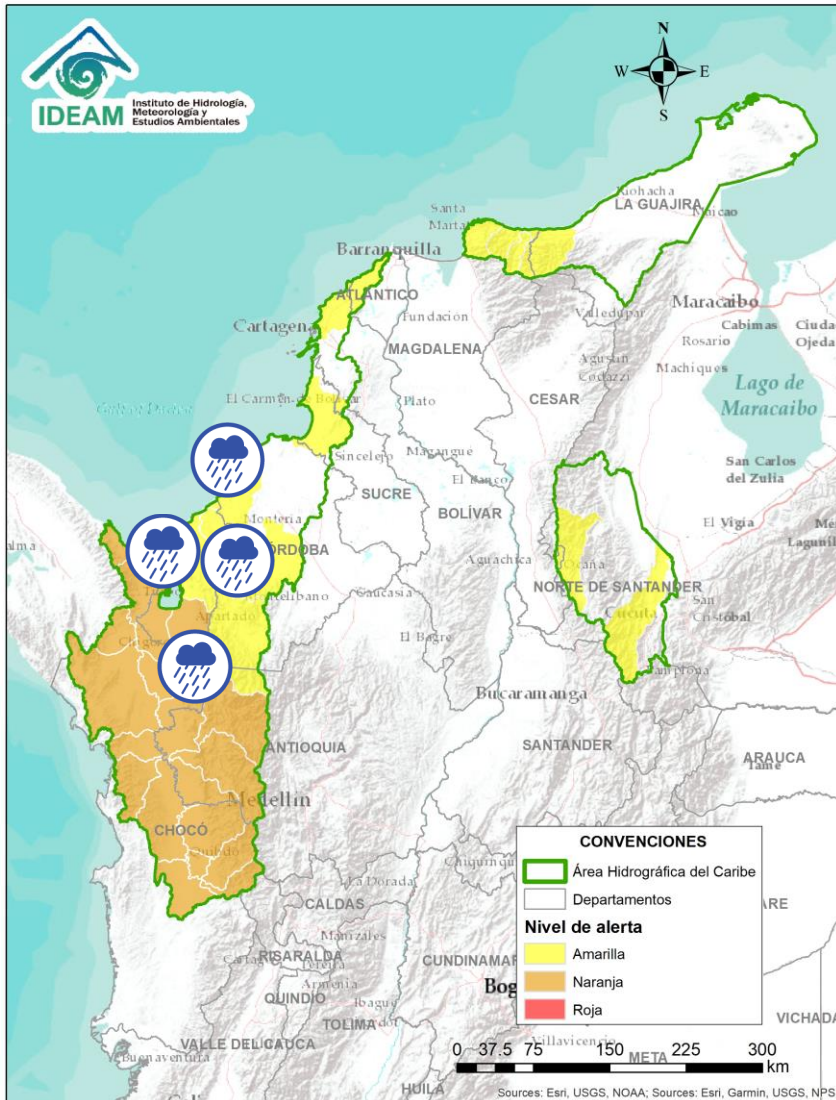 IDEAM
Instituto de Hidrología,
Meteorología y
Estudios Ambientales
N
W
E
S
Riohacha
LA GUAJIRA
Maicao
Santa
Marta
Barranquilla
ATLÁNTICO
Cartagena
Fundación
Valledupar
Maracaibo
Cabimas
Ciudad
Ojeda
Rosario
MAGDALENA
Machiques
Agustín
Codazzi
CESAR
Lago de
Maracaibo
El Carmen de Bolívar
Plato
Sincelejo
Magangué
San Carlos
del Zulia
El Banco
SUCRE
BOLÍVAR
Montería
El Vigía
Aguachica
Ocaña
NORTE DE SANTANDER
Caucasia
Apartadó
Cúcuta
San
Cristóbal
El Bagre
Pamplona
Bucaramanga
ANTIOQUIA
SANTANDER
ARAUCA
Tame
Medellín
CHOCÓ
Quibdó
La Dorada
CALDAS
Manizales
RISARALDA
Pereira
Armenia
QUINDÍO
Ibague
TOLIMA
CUNDINAMAR
Bog
VALLE DEL CAUCA
Buenaventura
HUILA
Villavicencio
META
VICHADA
CONVENCIONES
Área Hidrográfica del Caribe
Departamentos
Nivel de alerta
Amarilla
Naranja
Roja
0 37.5 75 150 225 300
km
Sources: Esri, USGS, NOAA; Sources: Esri, Garmin, USGS, NPS